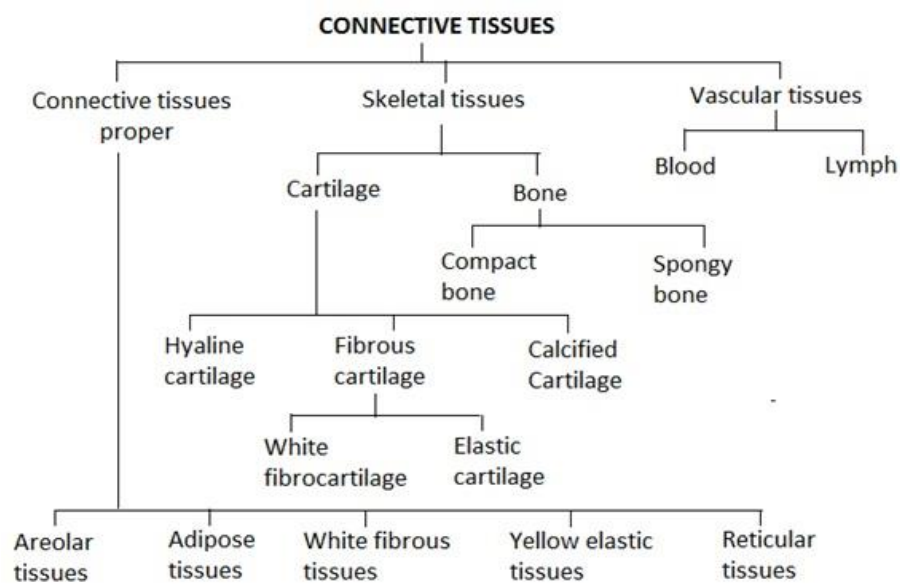 CONNECTIVE TISSUES
Connective tissues
proper
Skeletal tissues
Vascular tissues
Blood
Lymph
Cartilage
Bone
Compact
bone
Spongy
bone
Hyaline
cartilage
Fibrous
cartilage
Calcified
Cartilage
White
fibrocartilage
Elastic
cartilage
Areolar
tissues
Adipose
tissues
White fibrous
tissues
Yellow elastic
tissues
Reticular
tissues